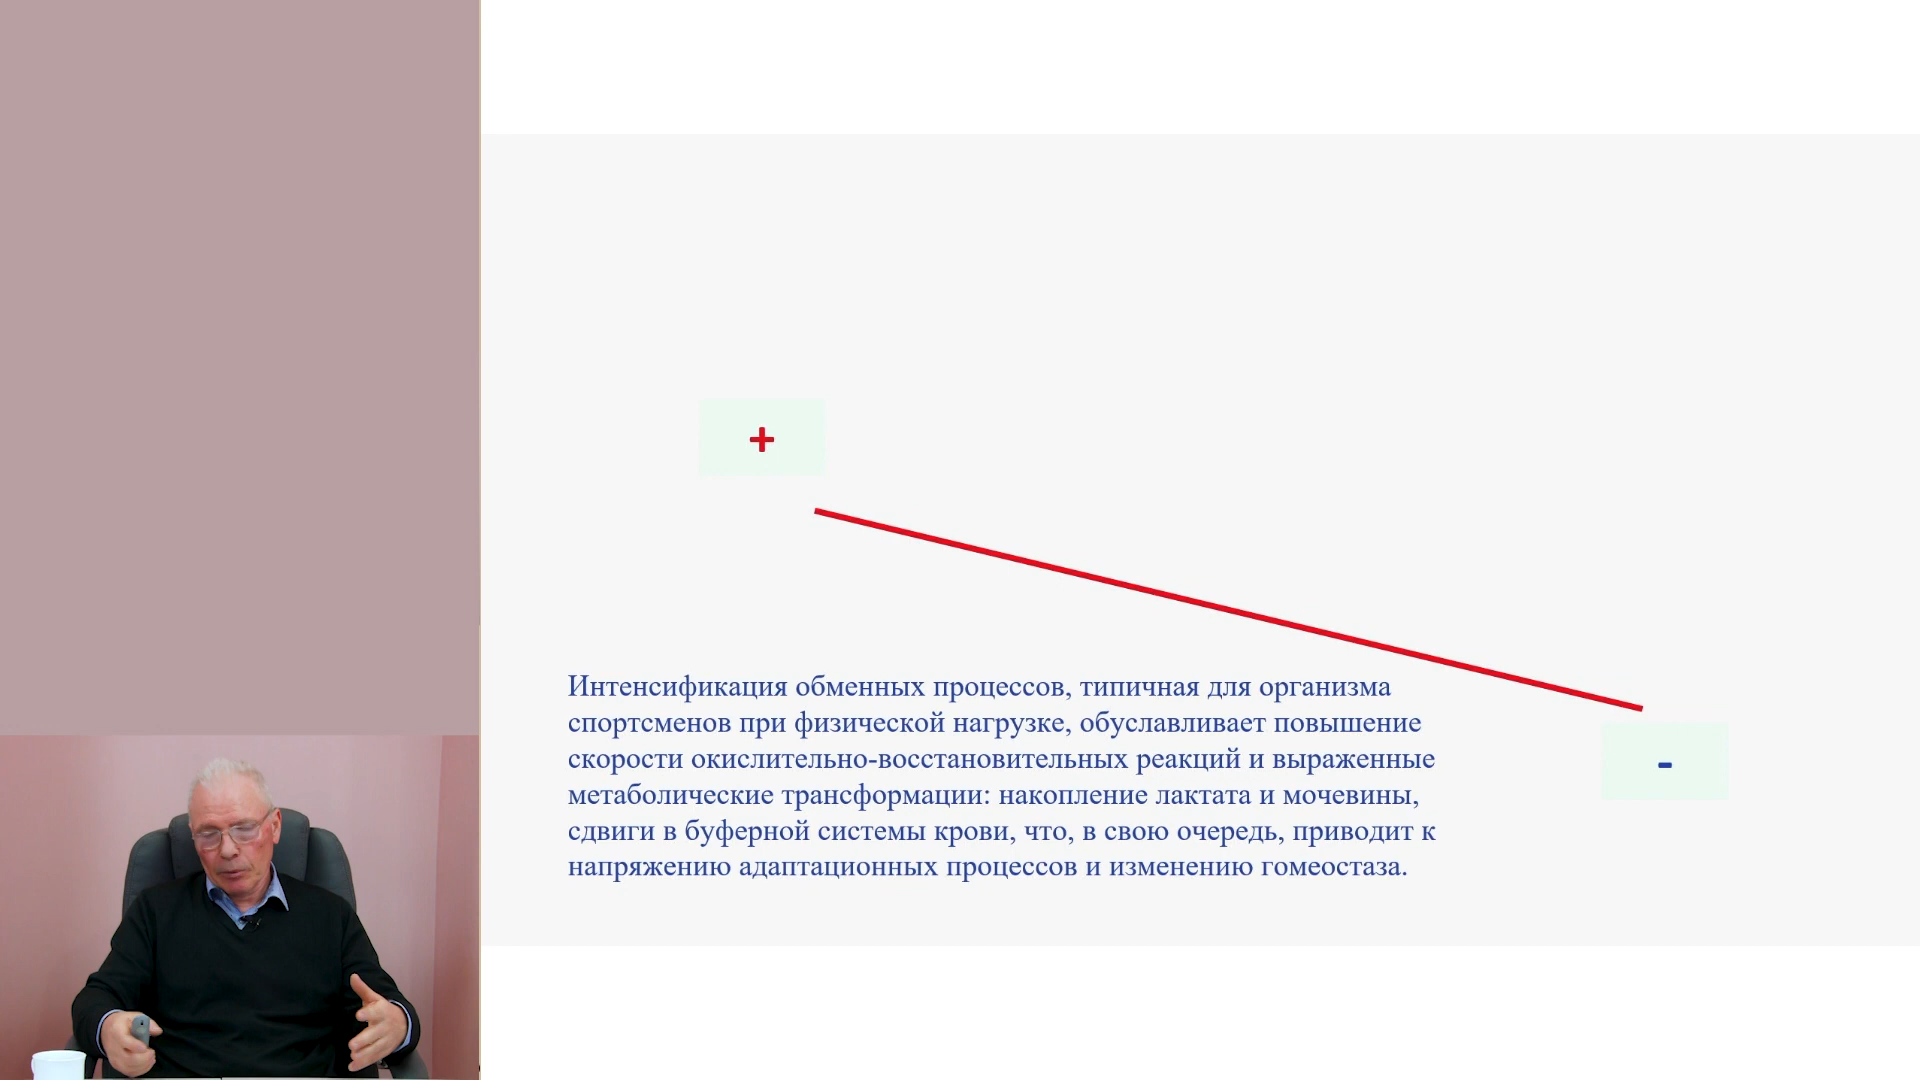 +
Интенсификация обменных процессов, типичная для организма
спортсменов при физической нагрузке, обуславливает повышение
скорости окислительно-восстановительных реакций и выраженные
метаболические трансформации: накопление лактата и мочевины,
сдвиги в буферной системы крови, что, в свою очередь, приводит к
напряжению адаптационных процессов и изменению гомеостаза.
-